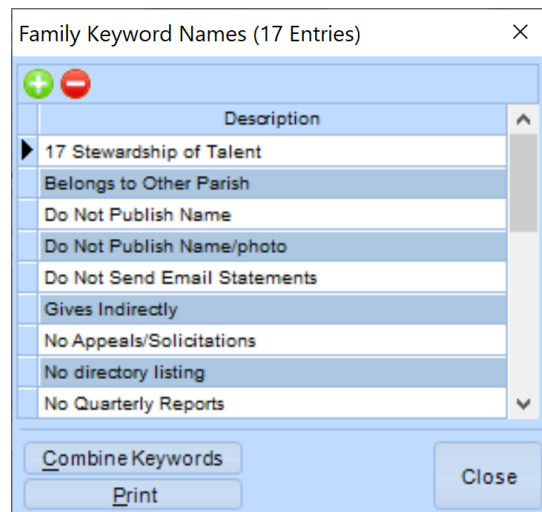 Family Keyword Names (17 Entries)
Description
17 Stewardship of Talent
Belongs to Other Parish
Do Not Publish Name
Do Not Publish Name/photo
Do Not Send Email Statements
Gives Indirectly
No Appeals/Solicitations
No directory listing
No Quarterly Reports
Combine Keywords
Print
Close